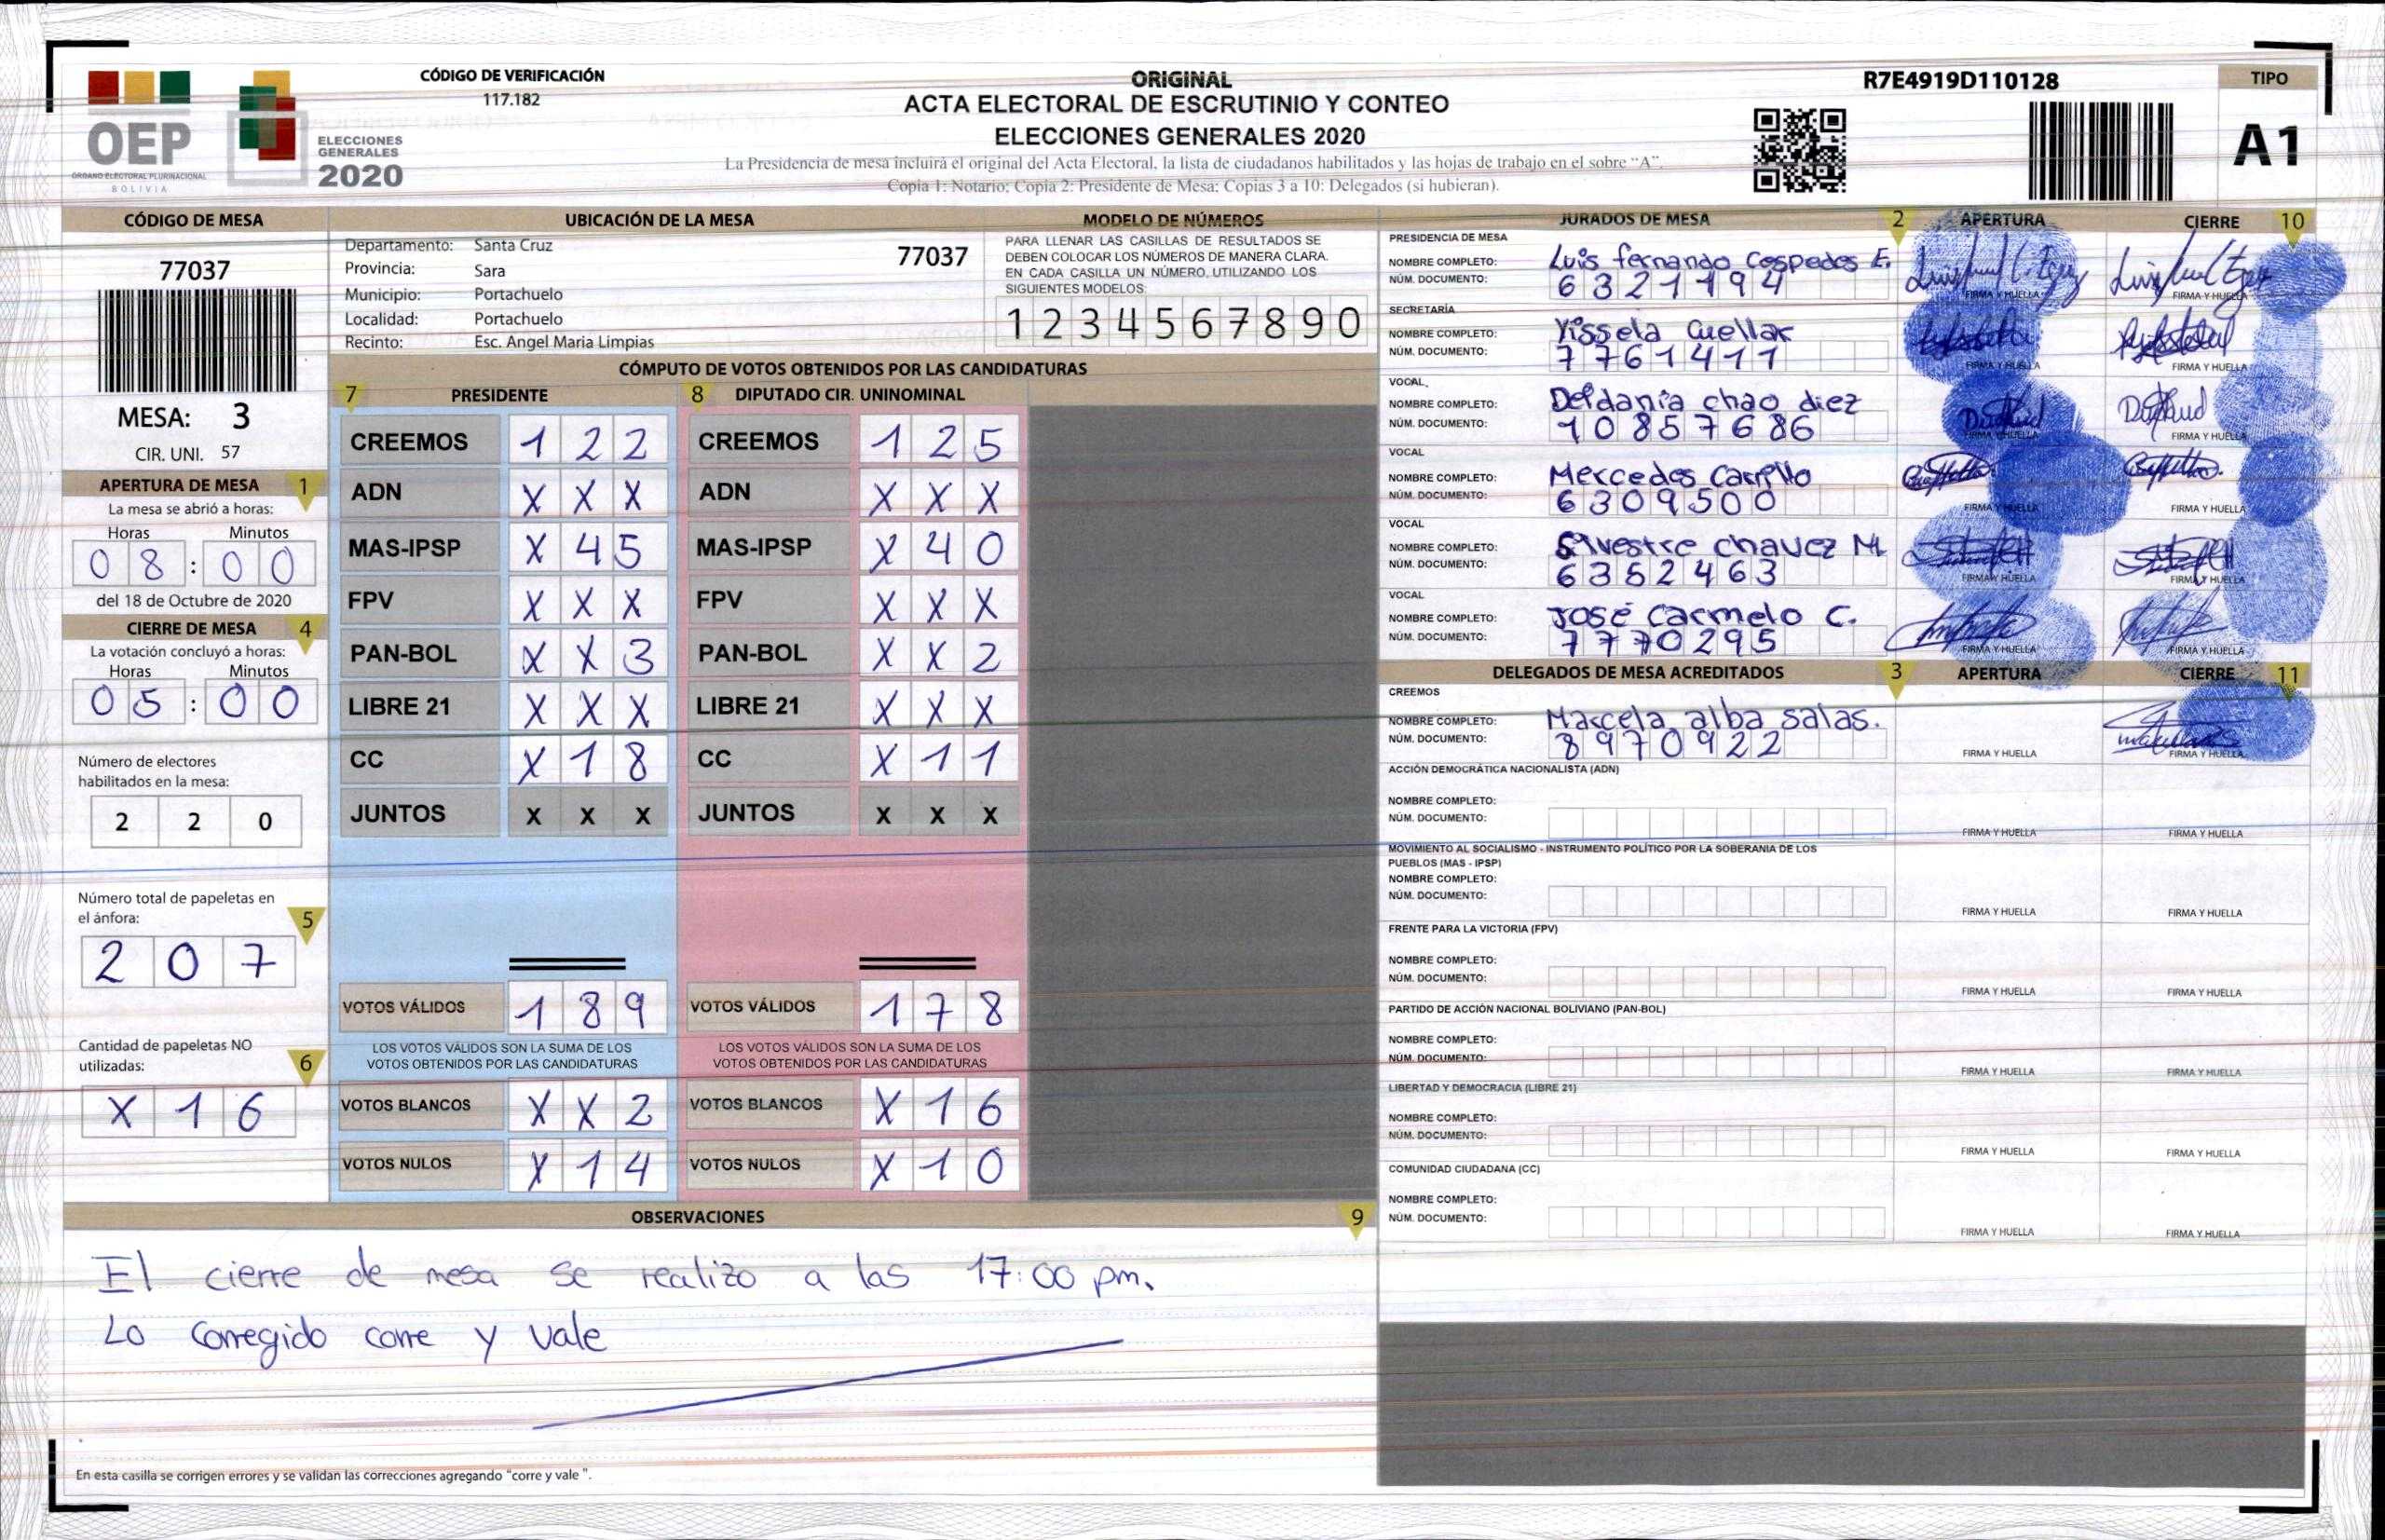 OEP
ÓRGANO ELECTORAL PLURINACIONAL
BOLIVIA
ELECCIONES
GENERALES
2020
CÓDIGO DE VERIFICACIÓN
117.182
ORIGINAL
ACTA ELECTORAL DE ESCRUTINIO Y CONTEO
ELECCIONES GENERALES 2020
La Presidencia de mesa incluirá el original del Acta Electoral, la lista de ciudadanos habilitados y las hojas de trabajo en el sobre "A".
Copia 1: Notario; Copia 2: Presidente de Mesa; Copias 3 a 10: Delegados (si hubieran).
R7E4919D110128
TIPO
A1
CÓDIGO DE MESA
77037
MESA: 3
CIR. UNI. 57
APERTURA DE MESA 1
La mesa se abrió a horas:
Horas Minutos
0 8 : 0 0
del 18 de Octubre de 2020
CIERRE DE MESA 4
La votación concluyó a horas:
Horas Minutos
0 5 : 0 0
Número de electores
habilitados en la mesa:
2 2 0
Número total de papeletas en
el ánfora: 5
2 0 7
Cantidad de papeletas NO
utilizadas: 6
X 1 6
UBICACIÓN DE LA MESA
Departamento: Santa Cruz 77037
Provincia: Sara
Municipio: Portachuelo
Localidad: Portachuelo
Recinto: Esc. Angel Maria Limpias
MODELO DE NÚMEROS
PARA LLENAR LAS CASILLAS DE RESULTADOS SE
DEBEN COLOCAR LOS NÚMEROS DE MANERA CLARA.
EN CADA CASILLA UN NÚMERO, UTILIZANDO LOS
SIGUIENTES MODELOS:
1 2 3 4 5 6 7 8 9 0
CÓMPUTO DE VOTOS OBTENIDOS POR LAS CANDIDATURAS
7 PRESIDENTE 8 DIPUTADO CIR. UNINOMINAL
CREEMOS 1 2 2 CREEMOS 1 2 5
ADN X X X ADN X X X
MAS-IPSP X 4 5 MAS-IPSP X 4 0
FPV X X X FPV X X X
PAN-BOL X X 3 PAN-BOL X X 2
LIBRE 21 X X X LIBRE 21 X X X
CC X 1 8 CC X 1 1
JUNTOS X X X JUNTOS X X X
VOTOS VÁLIDOS 1 8 9 VOTOS VÁLIDOS 1 7 8
LOS VOTOS VÁLIDOS SON LA SUMA DE LOS LOS VOTOS VÁLIDOS SON LA SUMA DE LOS
VOTOS OBTENIDOS POR LAS CANDIDATURAS VOTOS OBTENIDOS POR LAS CANDIDATURAS
VOTOS BLANCOS X X 2 VOTOS BLANCOS X 1 6
VOTOS NULOS X 1 4 VOTOS NULOS X 1 0
OBSERVACIONES 9
El cierre de mesa se realizo a las 17:00 pm.
Lo corregido corre y vale
En esta casilla se corrigen errores y se validan las correcciones agregando "corre y vale ".
JURADOS DE MESA 2 APERTURA CIERRE 10
PRESIDENCIA DE MESA
NOMBRE COMPLETO: Luis fernando Cespedes E.
NÚM. DOCUMENTO: 6321194 FIRMA Y HUELLA FIRMA Y HUELLA
SECRETARÍA
NOMBRE COMPLETO: Yissela Cuellar
NÚM. DOCUMENTO: 7761411 FIRMA Y HUELLA FIRMA Y HUELLA
VOCAL
NOMBRE COMPLETO: Deldania chao diez
NÚM. DOCUMENTO: 10857686 FIRMA Y HUELLA FIRMA Y HUELLA
VOCAL
NOMBRE COMPLETO: Mercedes Carrillo
NÚM. DOCUMENTO: 6309500 FIRMA Y HUELLA FIRMA Y HUELLA
VOCAL
NOMBRE COMPLETO: Silvestre chavez M
NÚM. DOCUMENTO: 6352463 FIRMA Y HUELLA FIRMA Y HUELLA
VOCAL
NOMBRE COMPLETO: José Carmelo C.
NÚM. DOCUMENTO: 7770295 FIRMA Y HUELLA FIRMA Y HUELLA
DELEGADOS DE MESA ACREDITADOS 3 APERTURA CIERRE 11
CREEMOS
NOMBRE COMPLETO: Marcela alba salas.
NÚM. DOCUMENTO: 8970922 FIRMA Y HUELLA FIRMA Y HUELLA
ACCIÓN DEMOCRÁTICA NACIONALISTA (ADN)
NOMBRE COMPLETO:
NÚM. DOCUMENTO: FIRMA Y HUELLA FIRMA Y HUELLA
MOVIMIENTO AL SOCIALISMO - INSTRUMENTO POLÍTICO POR LA SOBERANIA DE LOS
PUEBLOS (MAS - IPSP)
NOMBRE COMPLETO:
NÚM. DOCUMENTO: FIRMA Y HUELLA FIRMA Y HUELLA
FRENTE PARA LA VICTORIA (FPV)
NOMBRE COMPLETO:
NÚM. DOCUMENTO: FIRMA Y HUELLA FIRMA Y HUELLA
PARTIDO DE ACCIÓN NACIONAL BOLIVIANO (PAN-BOL)
NOMBRE COMPLETO:
NÚM. DOCUMENTO: FIRMA Y HUELLA FIRMA Y HUELLA
LIBERTAD Y DEMOCRACIA (LIBRE 21)
NOMBRE COMPLETO:
NÚM. DOCUMENTO: FIRMA Y HUELLA FIRMA Y HUELLA
COMUNIDAD CIUDADANA (CC)
NOMBRE COMPLETO:
NÚM. DOCUMENTO: FIRMA Y HUELLA FIRMA Y HUELLA